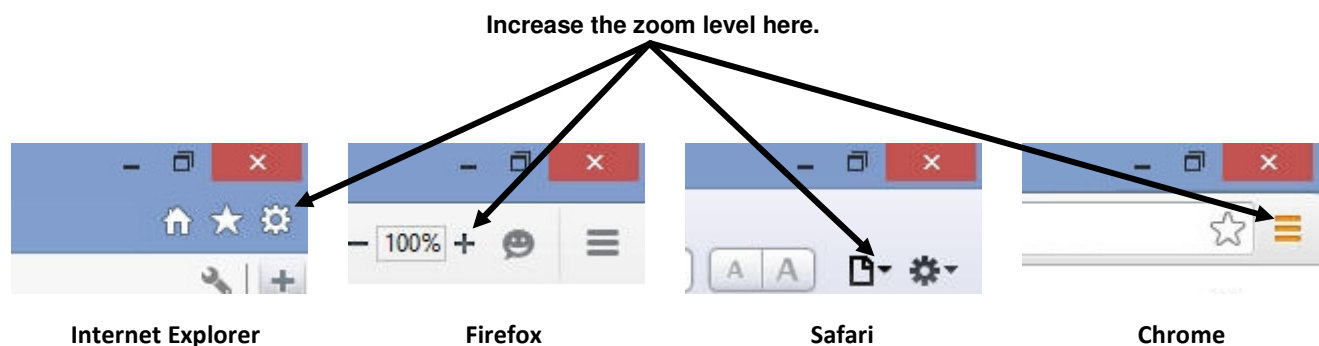 Increase the zoom level here.
100%
A A
Internet Explorer Firefox Safari Chrome